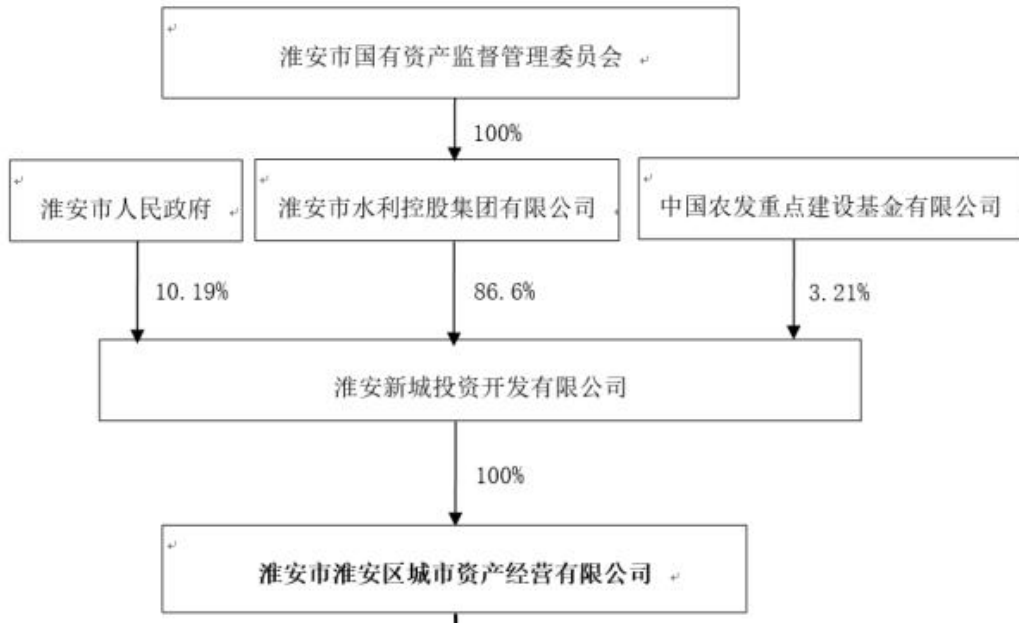 淮安市国有资产监督管理委员会
100%
淮安市人民政府
淮安市水利控股集团有限公司
中国农发重点建设基金有限公司
10.19%
86.6%
3.21%
淮安新城投资开发有限公司
100%
淮安市淮安区城市资产经营有限公司